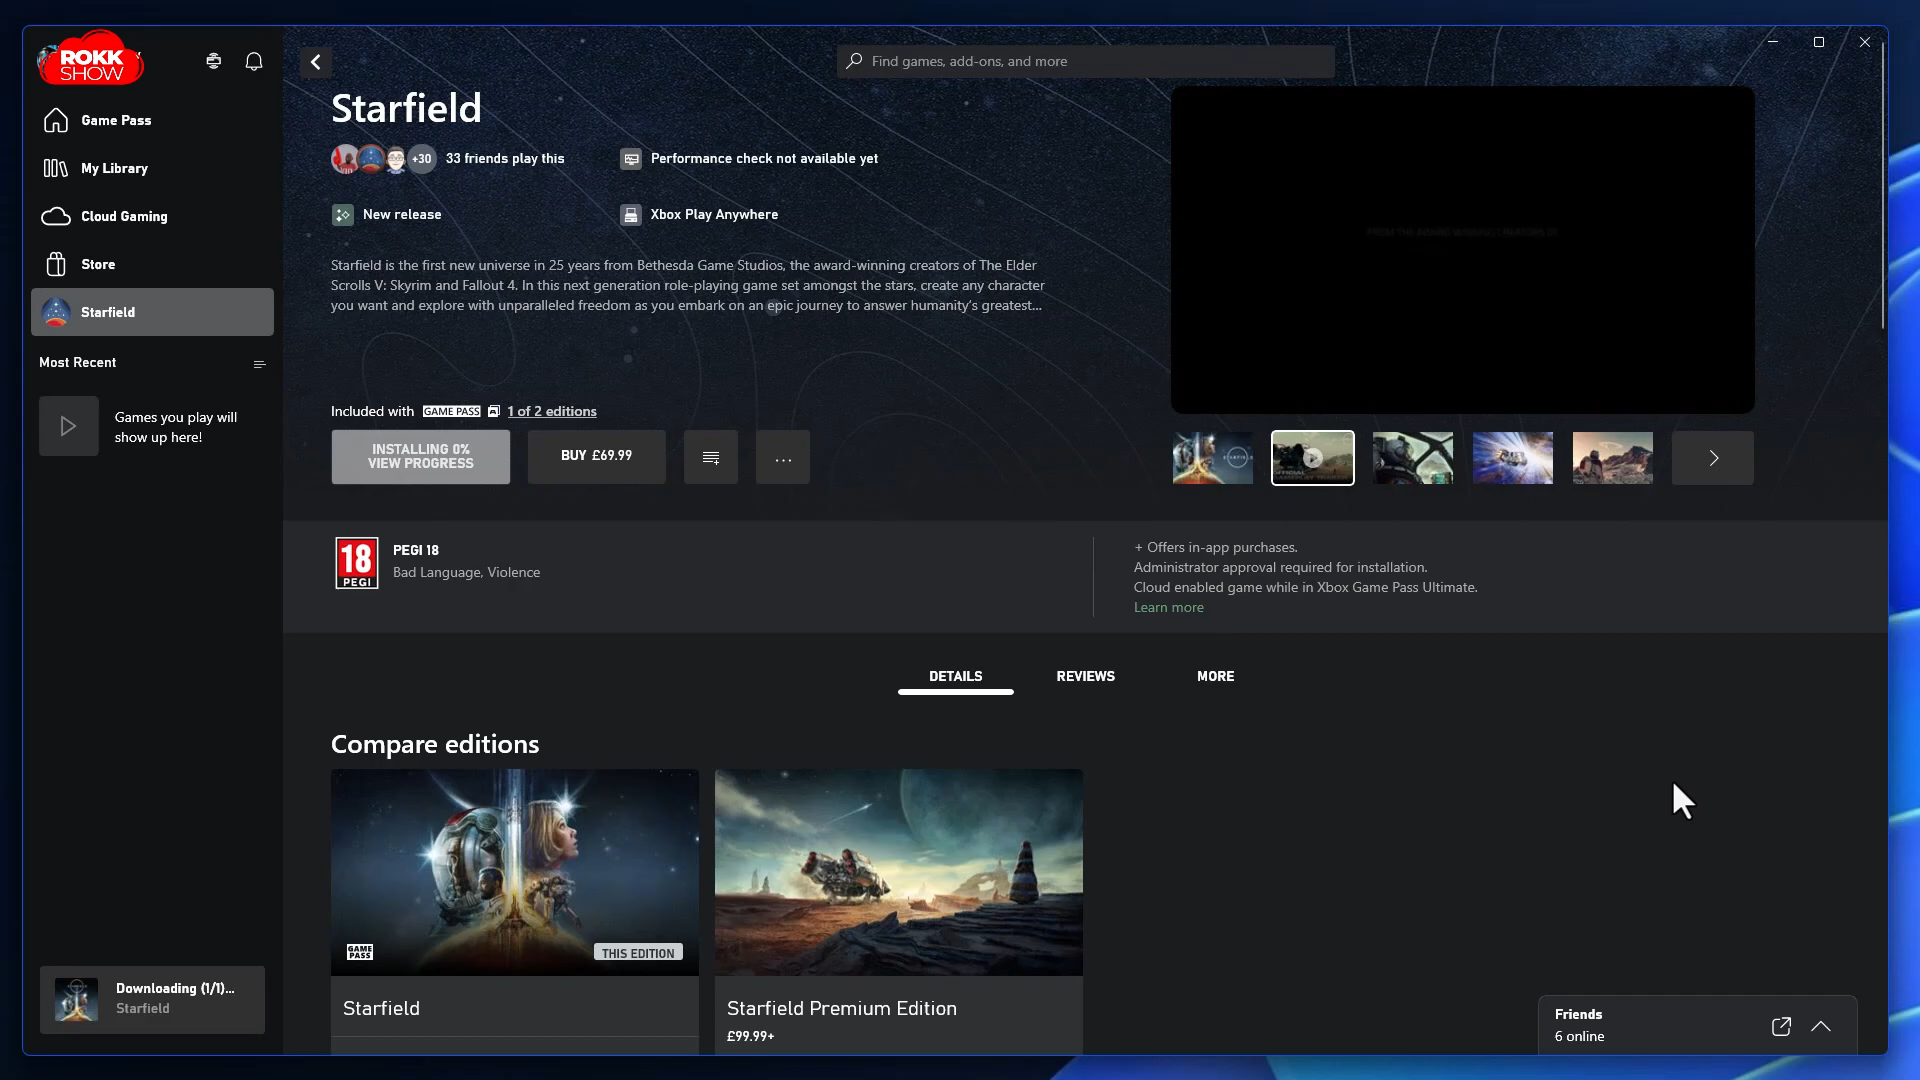 ROKK
SHOW
Game Pass
My Library
Cloud Gaming
Store
Starfield
Most Recent
Games you play will
show up here!
Downloading (1/1)...
Starfield
Find games, add-ons, and more
Starfield
+30
33 friends play this
Performance check not available yet
New release
Xbox Play Anywhere
Starfield is the first new universe in 25 years from Bethesda Game Studios, the award-winning creators of The Elder
Scrolls V: Skyrim and Fallout 4. In this next generation role-playing game set amongst the stars, create any character
you want and explore with unparalleled freedom as you embark on an epic journey to answer humanity's greatest...
Included with GAME PASS 1 of 2 editions
INSTALLING 0%
VIEW PROGRESS
BUY £69.99
...
FROM THE AWARD WINNING CREATORS OF
18
PEGI
PEGI 18
Bad Language, Violence
+ Offers in-app purchases.
Administrator approval required for installation.
Cloud enabled game while in Xbox Game Pass Ultimate.
Learn more
DETAILS
REVIEWS
MORE
Compare editions
GAME
PASS
THIS EDITION
Starfield
Starfield Premium Edition
£99.99+
Friends
6 online